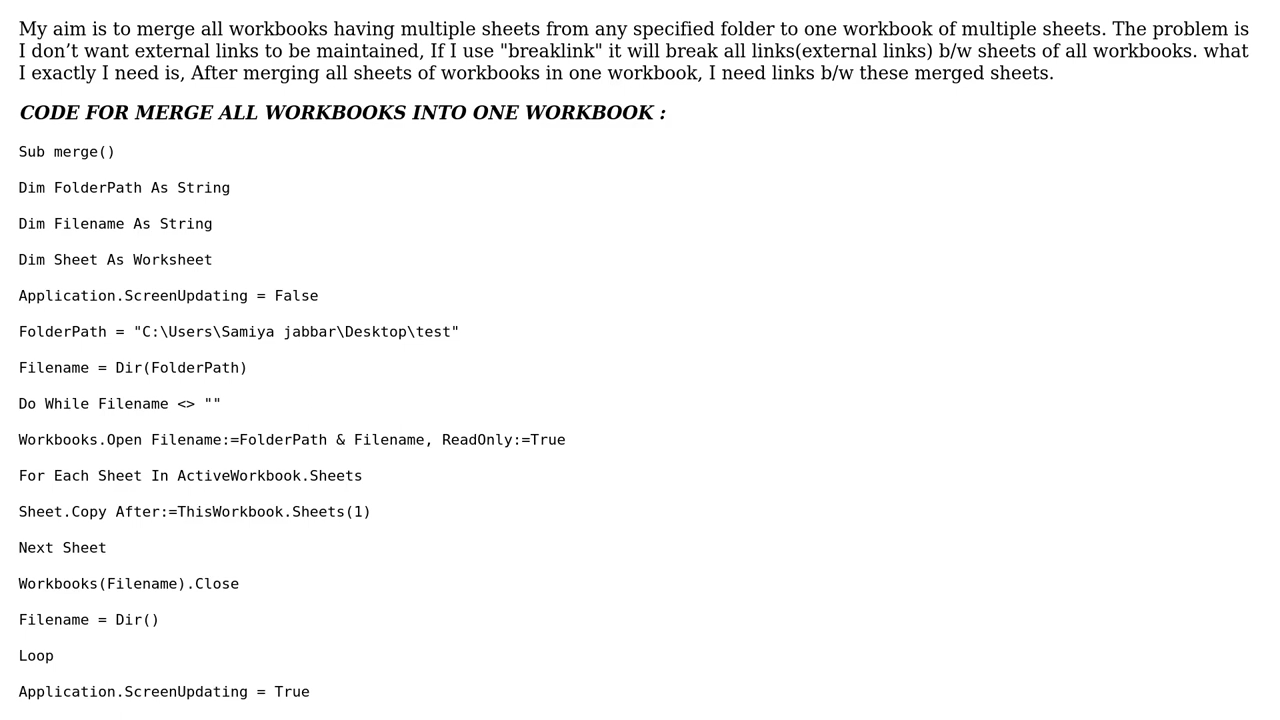 My aim is to merge all workbooks having multiple sheets from any specified folder to one workbook of multiple sheets. The problem is
I don’t want external links to be maintained, If I use "breaklink" it will break all links(external links) b/w sheets of all workbooks. what
I exactly I need is, After merging all sheets of workbooks in one workbook, I need links b/w these merged sheets.
CODE FOR MERGE ALL WORKBOOKS INTO ONE WORKBOOK :
Sub merge()
Dim FolderPath As String
Dim Filename As String
Dim Sheet As Worksheet
Application.ScreenUpdating = False
FolderPath = "C:\Users\Samiya jabbar\Desktop\test"
Filename = Dir(FolderPath)
Do While Filename <> ""
Workbooks.Open Filename:=FolderPath & Filename, ReadOnly:=True
For Each Sheet In ActiveWorkbook.Sheets
Sheet.Copy After:=ThisWorkbook.Sheets(1)
Next Sheet
Workbooks(Filename).Close
Filename = Dir()
Loop
Application.ScreenUpdating = True